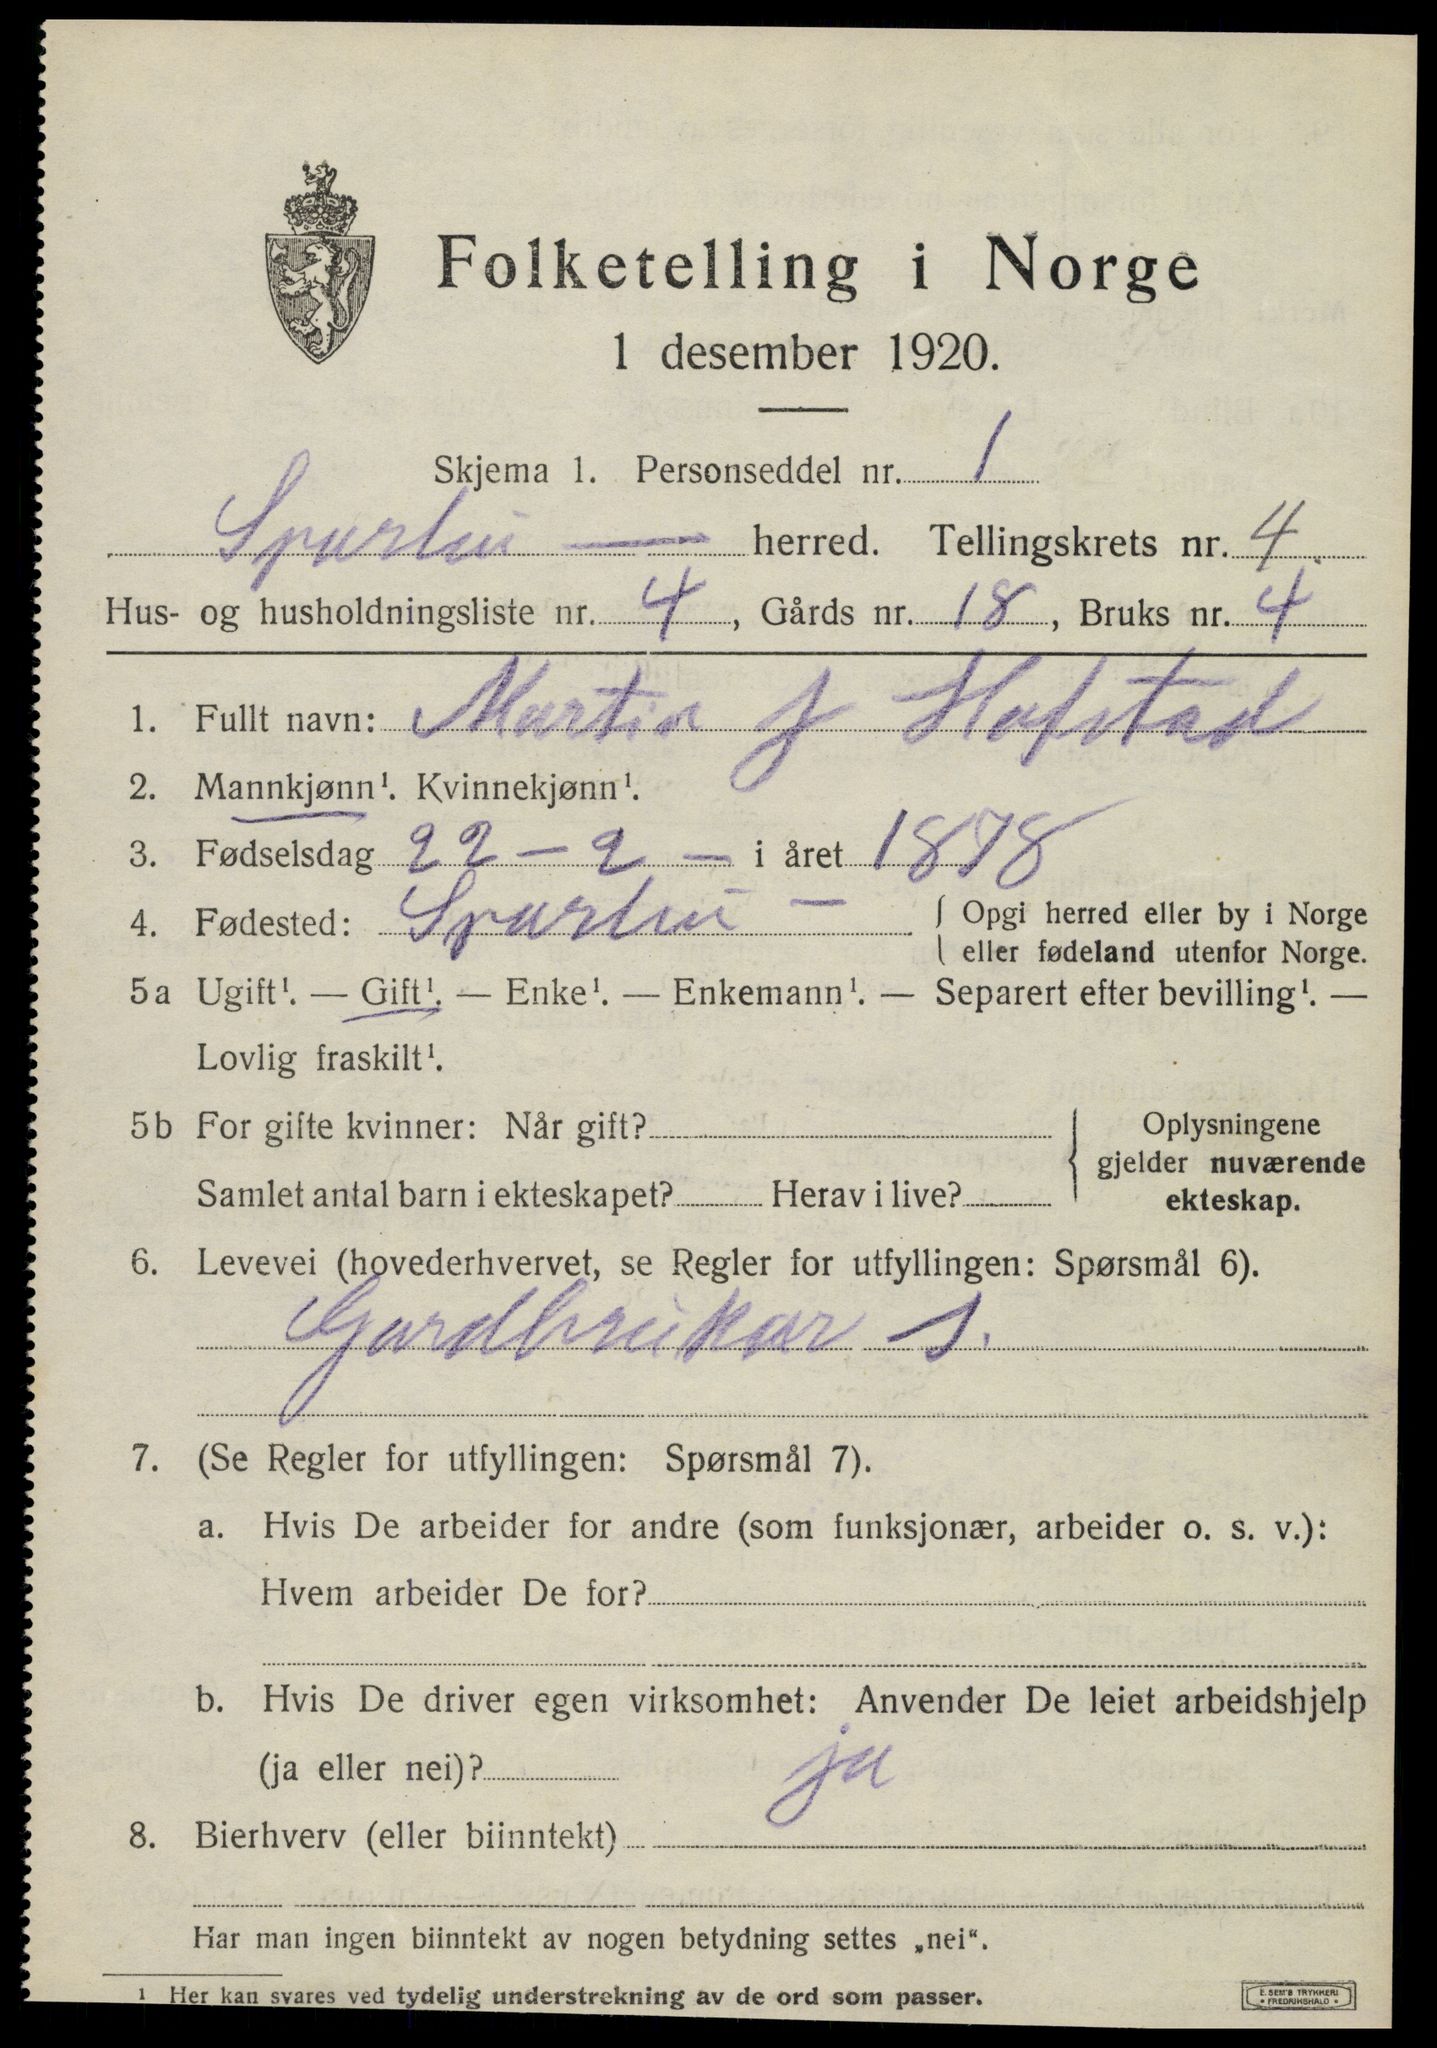 Folketelling i Norge
1 desember 1920.
Skjema 1. Personseddel nr. 1
Sparbu — herred. Tellingskrets nr. 4.
Hus- og husholdningsliste nr. 4, Gårds nr. 18, Bruks nr. 4
1. Fullt navn: Martin J Hofstad
2. Mannkjønn¹. Kvinnekjønn¹.
3. Fødselsdag 22 – 2 – i året 1878
4. Fødested: Sparbu – { Opgi herred eller by i Norge
eller fødeland utenfor Norge.
5a Ugift¹. — Gift¹. — Enke¹. — Enkemann¹. — Separert efter bevilling¹. —
Lovlig fraskilt¹.
5b For gifte kvinner: Når gift?
Samlet antal barn i ekteskapet? Herav i live?
{ Oplysningene
gjelder nuværende
ekteskap.
6. Levevei (hovederhvervet, se Regler for utfyllingen: Spørsmål 6).
Gardbrukar s.
7. (Se Regler for utfyllingen: Spørsmål 7).
a. Hvis De arbeider for andre (som funksjonær, arbeider o. s. v.):
Hvem arbeider De for?
b. Hvis De driver egen virksomhet: Anvender De leiet arbeidshjelp
(ja eller nei)? ja
8. Bierhverv (eller biinntekt)
Har man ingen biinntekt av nogen betydning settes „nei“.
¹ Her kan svares ved tydelig understrekning av de ord som passer.
E. SEM'S TRYKKERI
• FREDRIKSHALD •